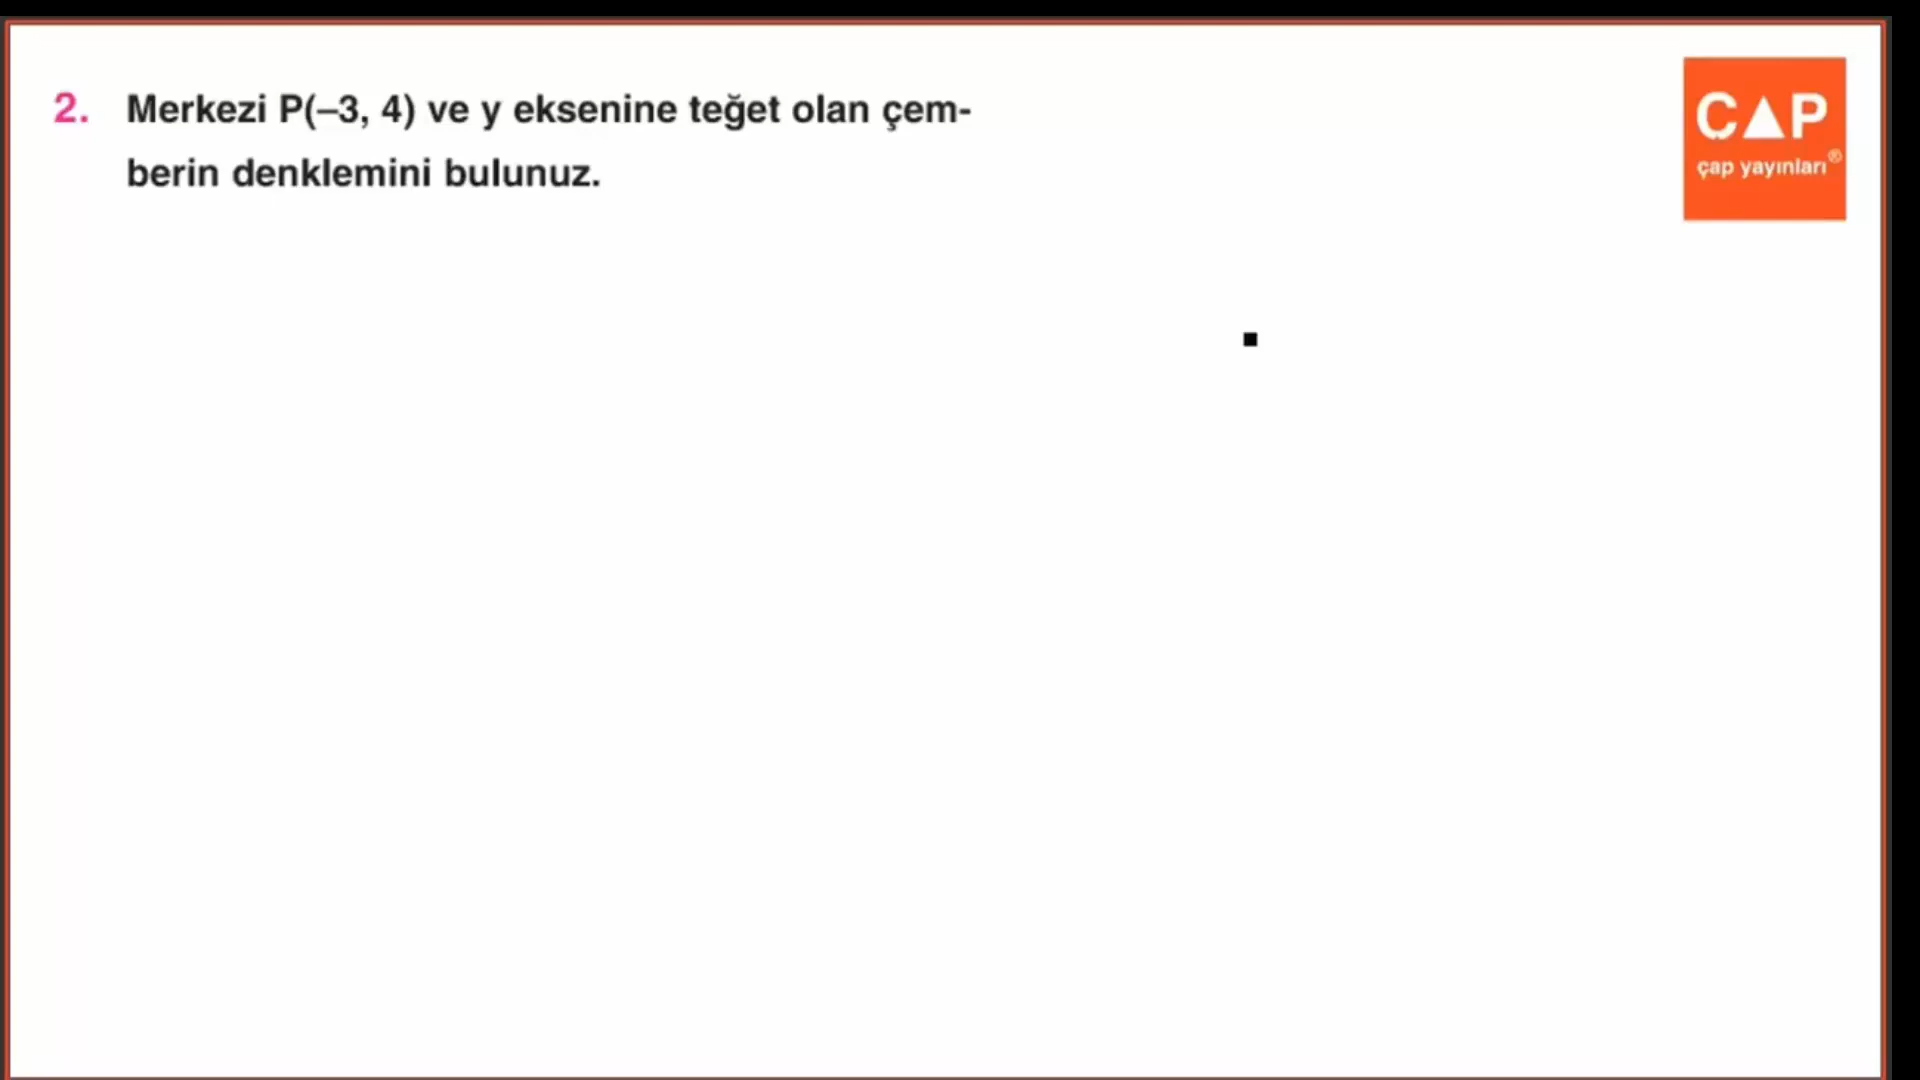 2. Merkezi P(–3, 4) ve y eksenine teğet olan çem-
berin denklemini bulunuz.
ÇAP
çap yayınları®